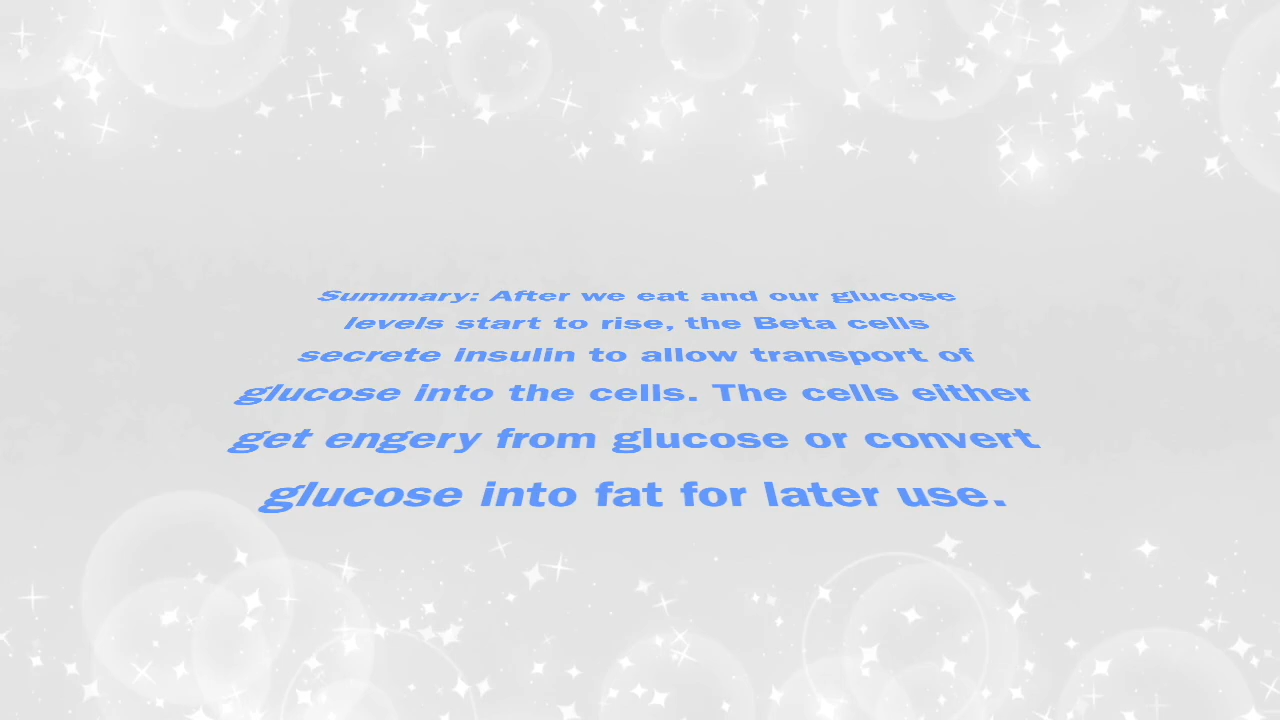 Summary: After we eat and our glucose
levels start to rise, the Beta cells
secrete insulin to allow transport of
glucose into the cells. The cells either
get engery from glucose or convert
glucose into fat for later use.